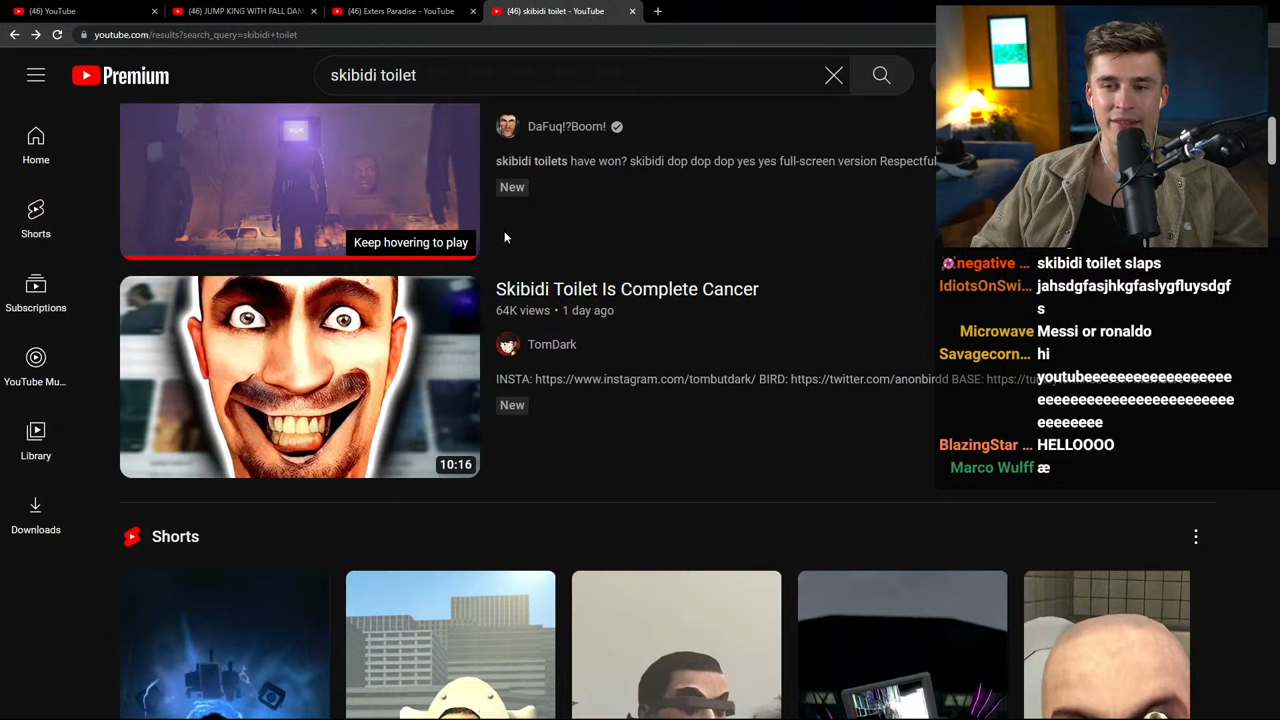 (46) YouTube
(46) JUMP KING WITH FALL DAM
(46) Exters Paradise - YouTube
(46) skibidi toilet - YouTube
youtube.com/results?search_query=skibidi+toilet
Premium
skibidi toilet
Home
Shorts
Subscriptions
YouTube Mu...
Library
Downloads
DaFuq!?Boom!
skibidi toilets have won? skibidi dop dop dop yes yes full-screen version Respectful
New
Keep hovering to play
Skibidi Toilet Is Complete Cancer
64K views • 1 day ago
TomDark
INSTA: https://www.instagram.com/tombutdark/ BIRD: https://twitter.com/anonbirdd BASE:
New
10:16
Shorts
negative ... skibidi toilet slaps
IdiotsOnSwi... jahsdgfasjhkgfaslygfluysdgf
s
Microwave Messi or ronaldo
Savagecorn... hi
youtubeeeeeeeeeeeeeeeee
eeeeeeeeeeeeeeeeeeeeeee
eeeeeeee
BlazingStar ... HELLOOOO
Marco Wulff æ